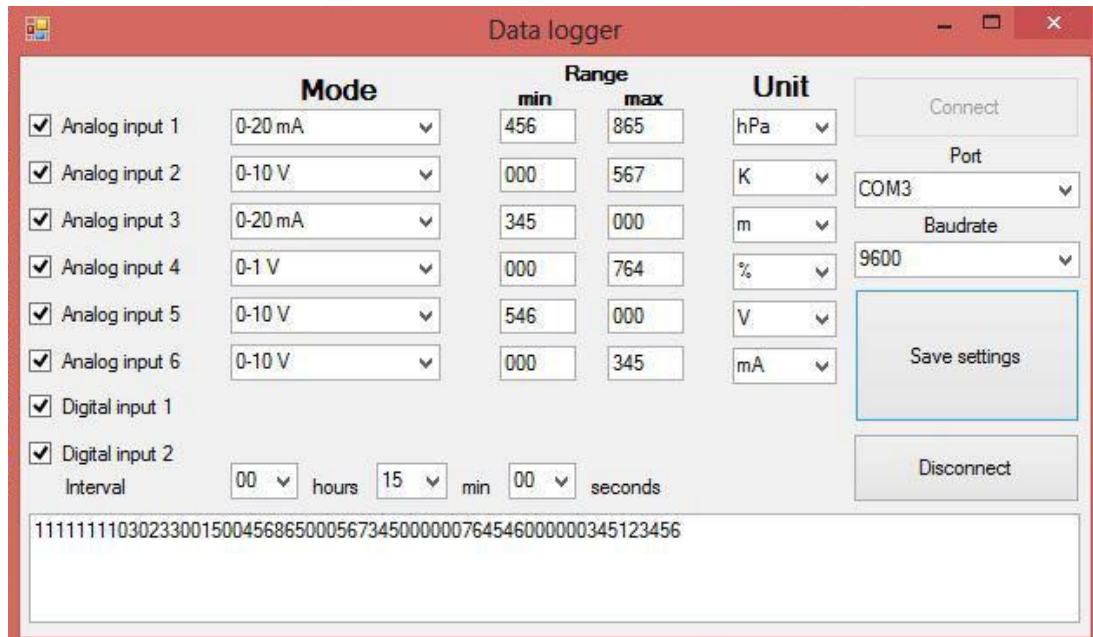 Data logger
Mode Range Unit
min max
Analog input 1 0-20 mA 456 865 hPa Connect
Analog input 2 0-10 V 000 567 K Port
COM3
Analog input 3 0-20 mA 345 000 m Baudrate
Analog input 4 0-1 V 000 764 % 9600
Analog input 5 0-10 V 546 000 V
Analog input 6 0-10 V 000 345 mA Save settings
Digital input 1
Digital input 2
Interval 00 hours 15 min 00 seconds Disconnect
11111111030233001500456865000567345000000764546000000345123456